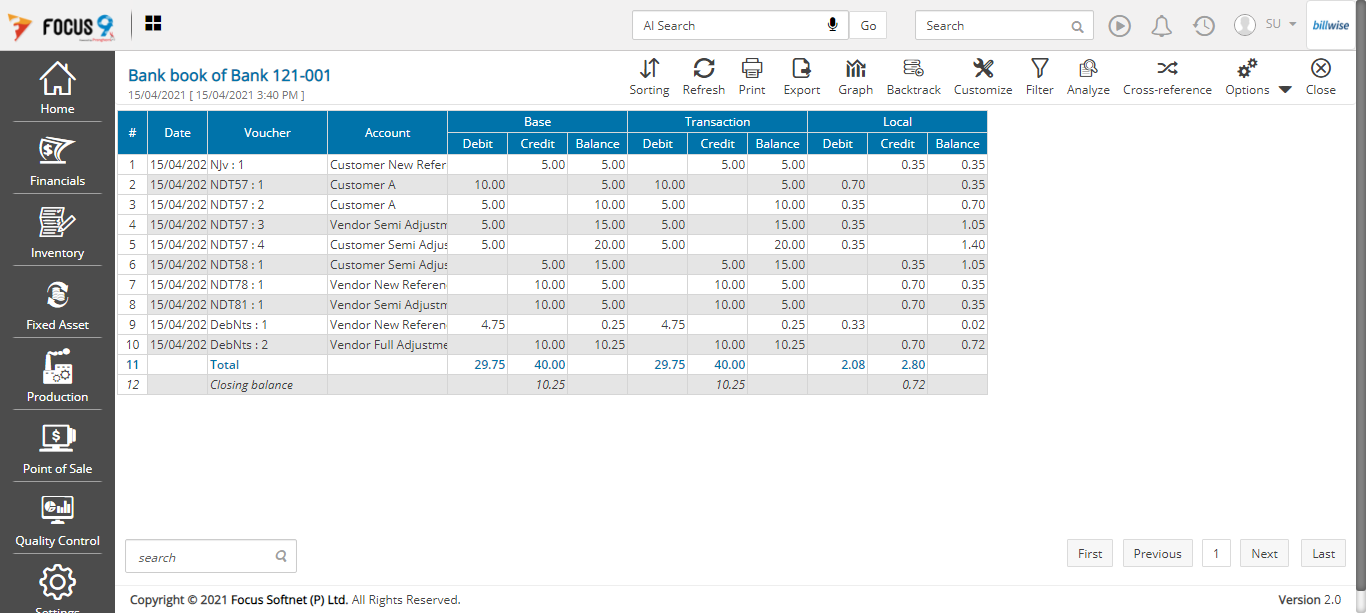 FOCUS 9
AI Search Go Search SU billwise
Bank book of Bank 121-001
15/04/2021 [ 15/04/2021 3:40 PM ]
Sorting Refresh Print Export Graph Backtrack Customize Filter Analyze Cross-reference Options Close
Home
Financials
Inventory
Fixed Asset
Production
Point of Sale
Quality Control
Settings
# Date Voucher Account Base Transaction Local
Debit Credit Balance Debit Credit Balance Debit Credit Balance
1 15/04/202 NJv : 1 Customer New Refer 5.00 5.00 5.00 5.00 0.35 0.35
2 15/04/202 NDT57 : 1 Customer A 10.00 5.00 10.00 5.00 0.70 0.35
3 15/04/202 NDT57 : 2 Customer A 5.00 10.00 5.00 10.00 0.35 0.70
4 15/04/202 NDT57 : 3 Vendor Semi Adjustm 5.00 15.00 5.00 15.00 0.35 1.05
5 15/04/202 NDT57 : 4 Customer Semi Adjus 5.00 20.00 5.00 20.00 0.35 1.40
6 15/04/202 NDT58 : 1 Customer Semi Adjus 5.00 15.00 5.00 15.00 0.35 1.05
7 15/04/202 NDT78 : 1 Vendor New Referen 10.00 5.00 10.00 5.00 0.70 0.35
8 15/04/202 NDT81 : 1 Vendor Semi Adjustm 10.00 5.00 10.00 5.00 0.70 0.35
9 15/04/202 DebNts : 1 Vendor New Referen 4.75 0.25 4.75 0.25 0.33 0.02
10 15/04/202 DebNts : 2 Vendor Full Adjustme 10.00 10.25 10.00 10.25 0.70 0.72
11 Total 29.75 40.00 29.75 40.00 2.08 2.80
12 Closing balance 10.25 10.25 0.72
search First Previous 1 Next Last
Copyright © 2021 Focus Softnet (P) Ltd. All Rights Reserved. Version 2.0